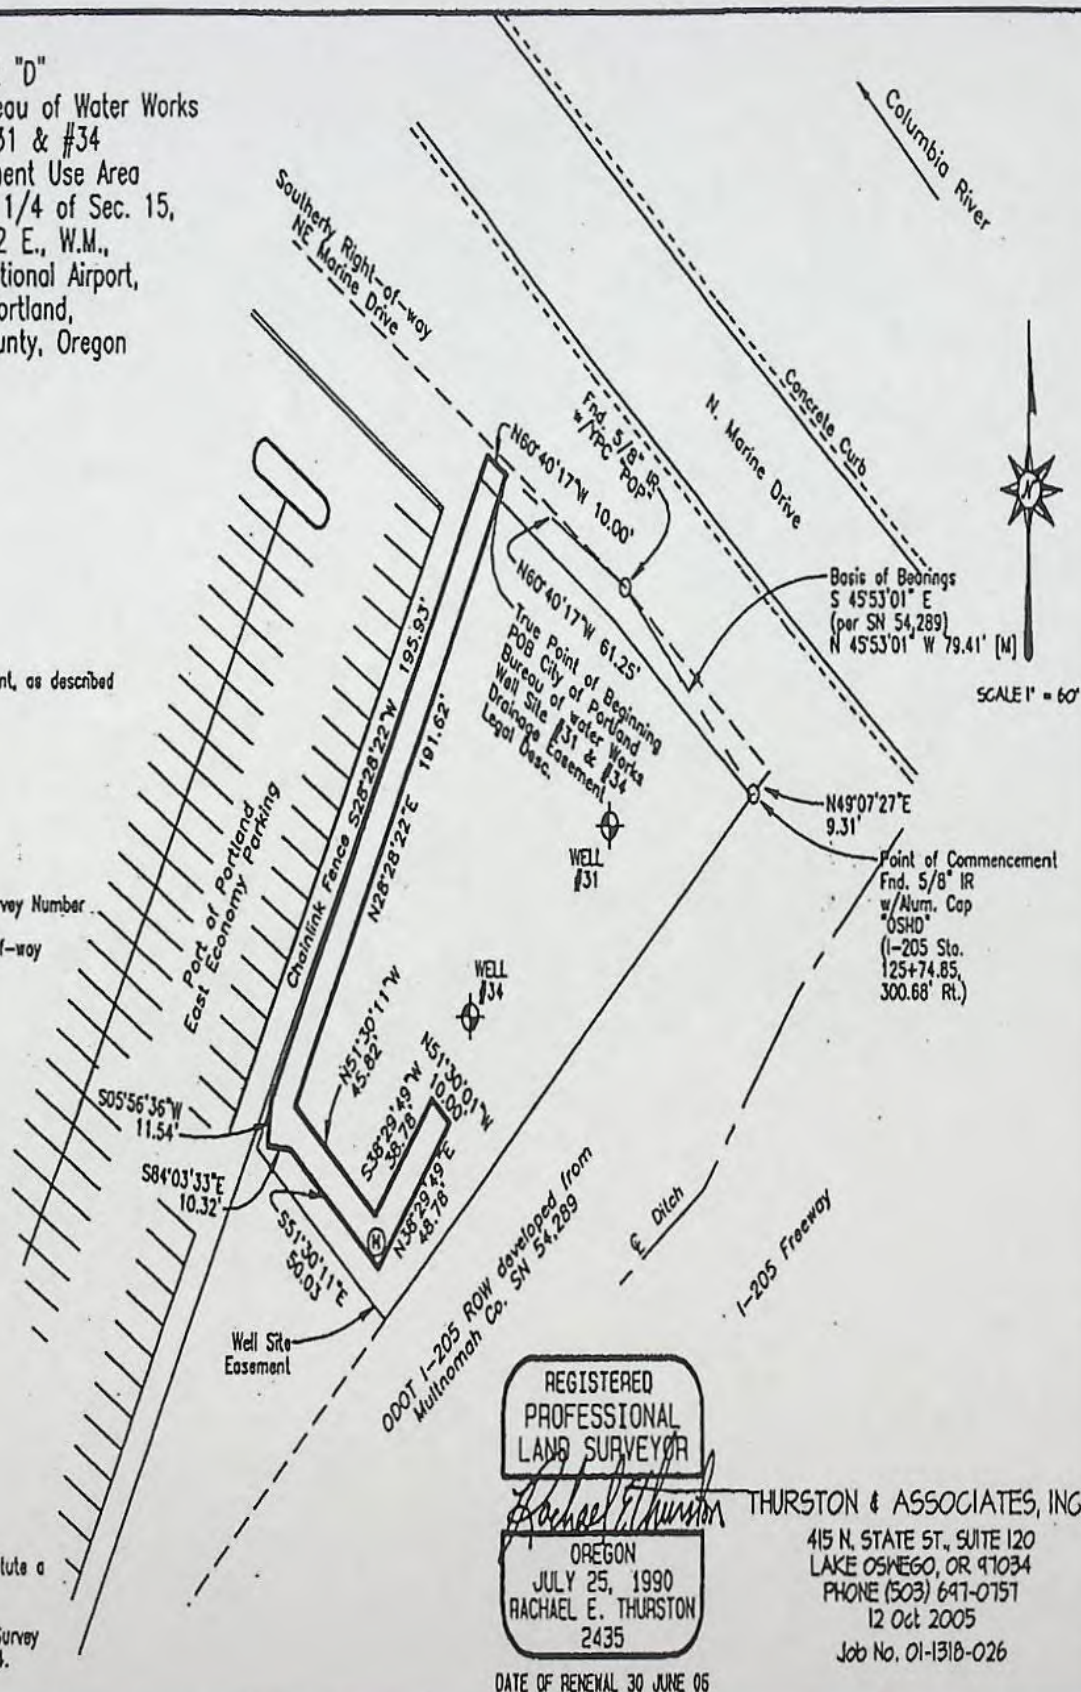 "D"
eau of Water Works
31 & #34
ment Use Area
1/4 of Sec. 15,
2 E., W.M.,
tional Airport,
ortland,
unty, Oregon
Columbia River
Southerly Right-of-way
NE Marine Drive
Concrete Curb
N. Marine Drive
Fnd. 5/8" IR
w/YPC "POP"
N60°40'17"W 10.00'
N
Basis of Bearings
S 45°53'01" E
(per SN 54,289)
N 45°53'01" W 79.41' [M]
SCALE 1" = 60'
N60°40'17"W 61.25'
True Point of Beginning
POB City of Portland
Bureau of water Works
Well Site #31 & #34
Drainage Easement
Legal Desc.
nt, as described
Chainlink Fence S28°28'22"W 195.93'
N28°28'22"E 191.62'
Port of Portland
East Economy Parking
WELL
#31
N49°07'27"E
9.31'
Point of Commencement
Fnd. 5/8" IR
w/Alum. Cap
"OSHD"
(I-205 Sta.
125+74.85,
300.68' Rt.)
vey Number
f-way
WELL
#34
N51°30'11"W
45.82'
N51°30'01"W
10.00'
S38°29'49"W
38.78'
N38°29'49"E
48.78'
S05°56'36"W
11.54'
S84°03'33"E
10.32'
S51°30'11"E
50.03
Well Site
Easement
ODOT I-205 ROW developed from
Multnomah Co. SN 54,289
℄ Ditch
I-205 Freeway
REGISTERED
PROFESSIONAL
LAND SURVEYOR
Rachael E. Thurston
OREGON
JULY 25, 1990
RACHAEL E. THURSTON
2435
DATE OF RENEWAL 30 JUNE 06
THURSTON & ASSOCIATES, INC
415 N. STATE ST., SUITE 120
LAKE OSWEGO, OR 97034
PHONE (503) 697-0757
12 Oct 2005
Job No. 01-1318-026
tute a
Survey
4.